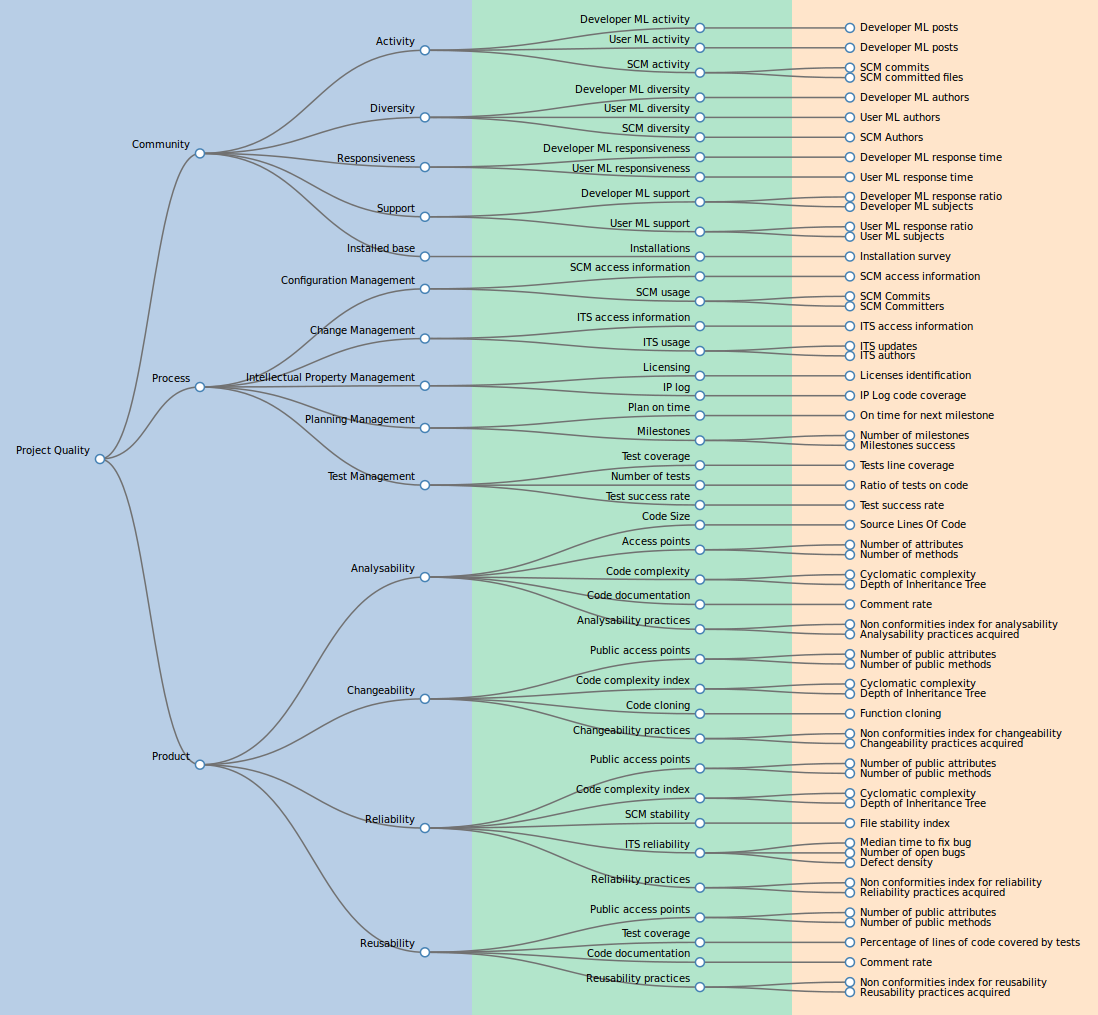 Project Quality
Community
Activity
Developer ML activity
Developer ML posts
User ML activity
Developer ML posts
SCM activity
SCM commits
SCM committed files
Diversity
Developer ML diversity
Developer ML authors
User ML diversity
User ML authors
SCM diversity
SCM Authors
Responsiveness
Developer ML responsiveness
Developer ML response time
User ML responsiveness
User ML response time
Support
Developer ML support
Developer ML response ratio
Developer ML subjects
User ML support
User ML response ratio
User ML subjects
Installed base
Installations
Installation survey
Process
Configuration Management
SCM access information
SCM access information
SCM usage
SCM Commits
SCM Committers
Change Management
ITS access information
ITS access information
ITS usage
ITS updates
ITS authors
Intellectual Property Management
Licensing
Licenses identification
IP log
IP Log code coverage
Planning Management
Plan on time
On time for next milestone
Milestones
Number of milestones
Milestones success
Test Management
Test coverage
Tests line coverage
Number of tests
Ratio of tests on code
Test success rate
Test success rate
Product
Analysability
Code Size
Source Lines Of Code
Access points
Number of attributes
Number of methods
Code complexity
Cyclomatic complexity
Depth of Inheritance Tree
Code documentation
Comment rate
Analysability practices
Non conformities index for analysability
Analysability practices acquired
Changeability
Public access points
Number of public attributes
Number of public methods
Code complexity index
Cyclomatic complexity
Depth of Inheritance Tree
Code cloning
Function cloning
Changeability practices
Non conformities index for changeability
Changeability practices acquired
Reliability
Public access points
Number of public attributes
Number of public methods
Code complexity index
Cyclomatic complexity
Depth of Inheritance Tree
SCM stability
File stability index
ITS reliability
Median time to fix bug
Number of open bugs
Defect density
Reliability practices
Non conformities index for reliability
Reliability practices acquired
Reusability
Public access points
Number of public attributes
Number of public methods
Test coverage
Percentage of lines of code covered by tests
Code documentation
Comment rate
Reusability practices
Non conformities index for reusability
Reusability practices acquired